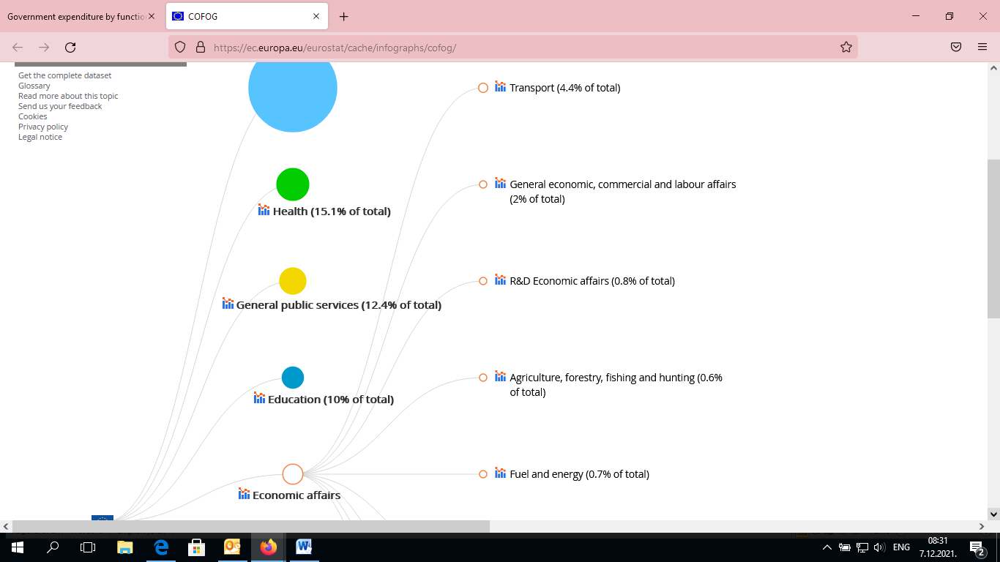 Government expenditure by functio
COFOG
https://ec.europa.eu/eurostat/cache/infographs/cofog/
Get the complete dataset
Glossary
Read more about this topic
Send us your feedback
Cookies
Privacy policy
Legal notice
Transport (4.4% of total)
Health (15.1% of total)
General economic, commercial and labour affairs
(2% of total)
General public services (12.4% of total)
R&D Economic affairs (0.8% of total)
Education (10% of total)
Agriculture, forestry, fishing and hunting (0.6%
of total)
Economic affairs
Fuel and energy (0.7% of total)
ENG
08:31
7.12.2021.
2